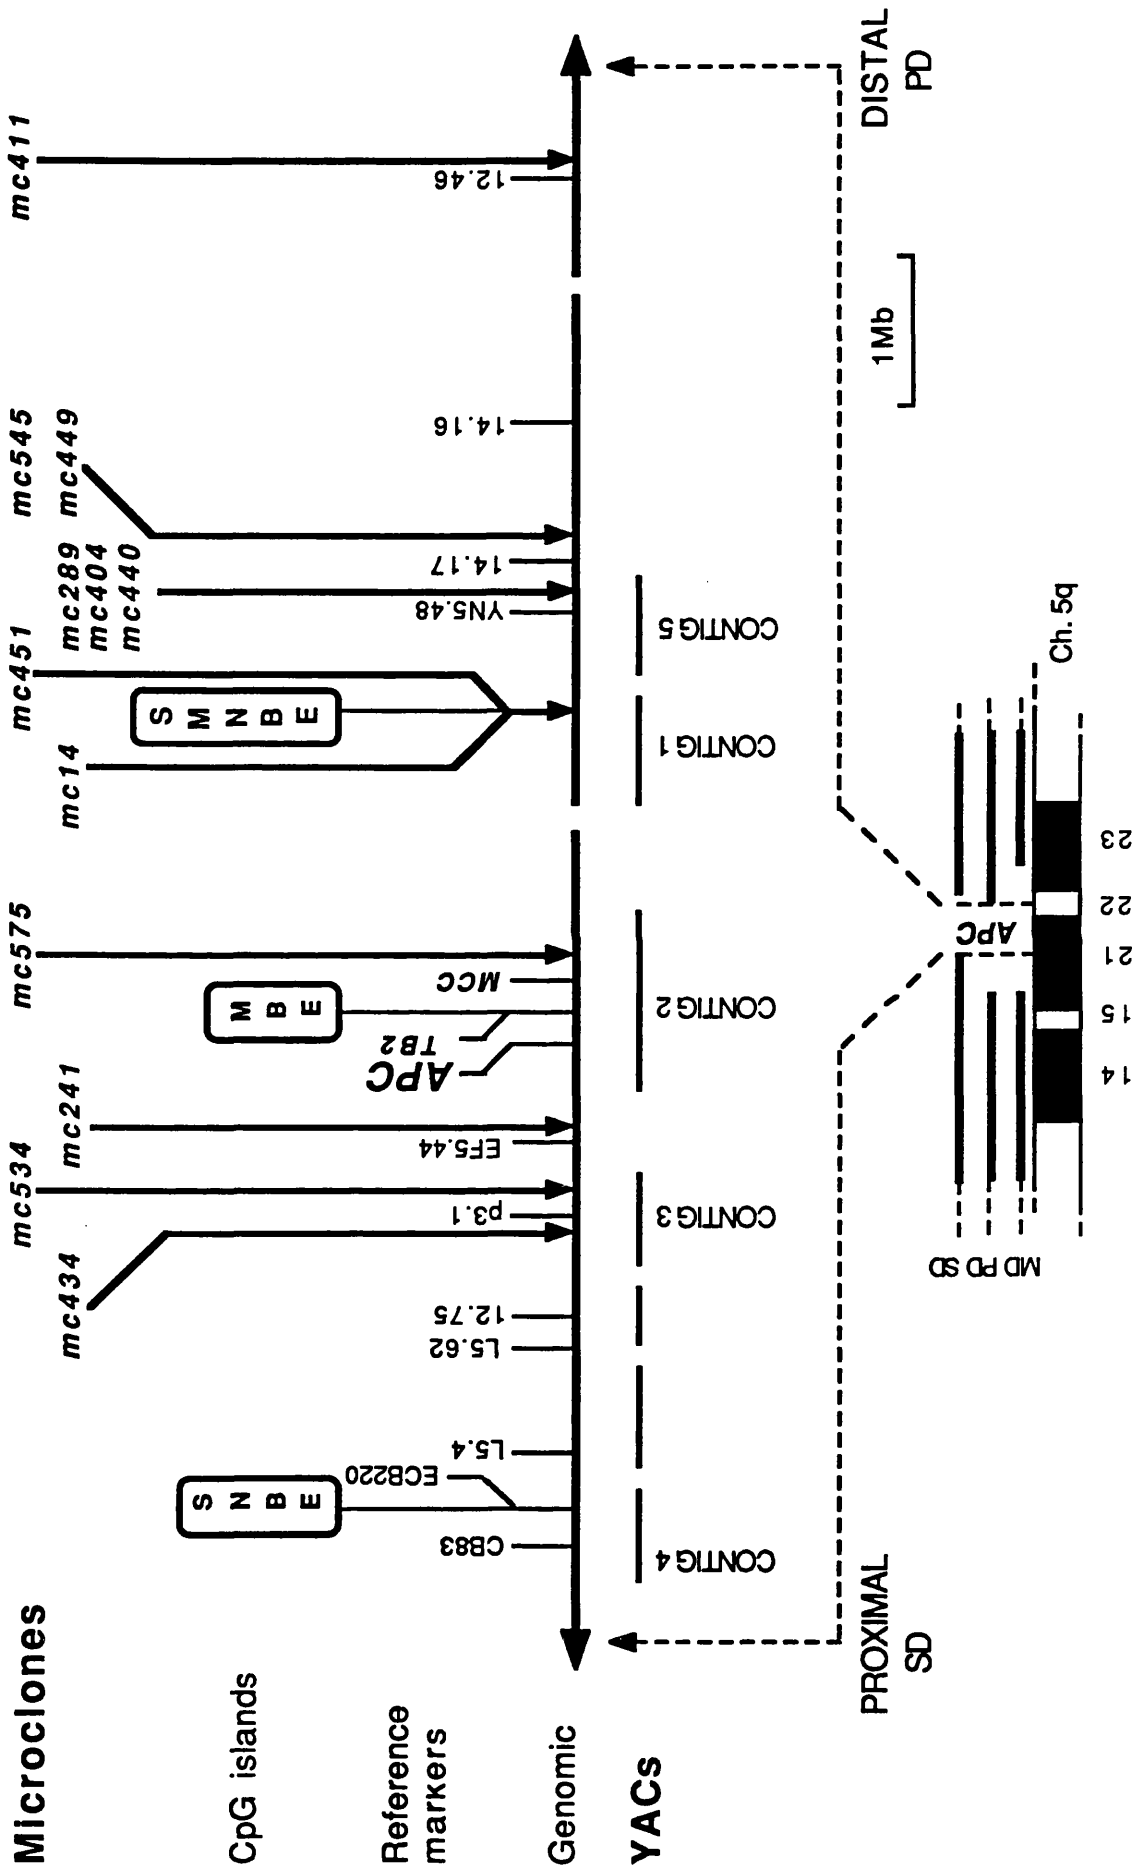 Microclones
mc434
mc534
mc241
mc575
mc14
mc451
mc289
mc404
mc440
mc545
mc449
mc411
CpG islands
S
N
B
E
M
B
E
S
M
N
B
E
Reference
markers
CB83
ECB220
L5.4
L5.62
12.75
p3.1
EF5.44
APC
TB2
MCC
YN5.48
14.17
14.16
12.46
Genomic
YACs
CONTIG 4
CONTIG 3
CONTIG 2
CONTIG 1
CONTIG 5
PROXIMAL
SD
1Mb
DISTAL
PD
SD
PD
MD
APC
Ch. 5q
14
15
21
22
23